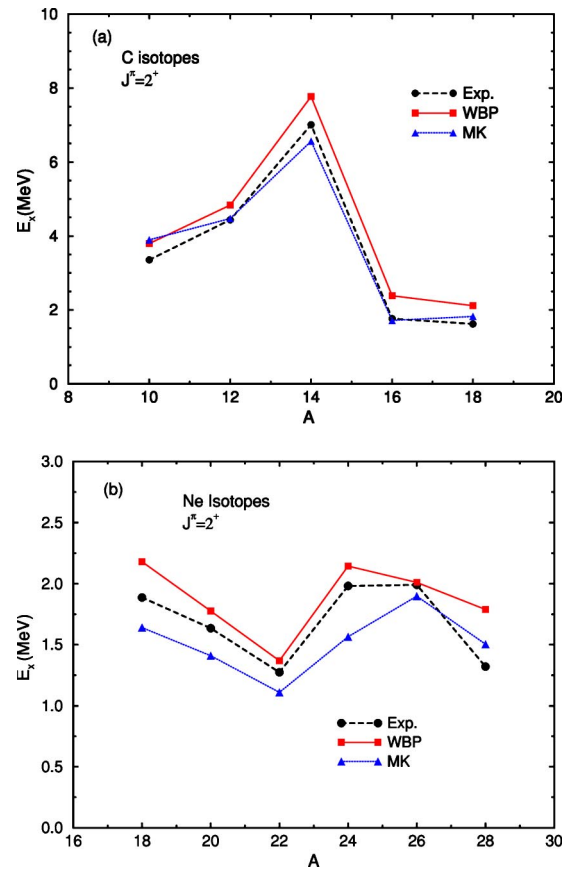 (a)
C isotopes
J^π=2^+
Exp.
WBP
MK
E_x(MeV)
10
8
6
4
2
0
8 10 12 14 16 18 20
A
(b)
Ne Isotopes
J^π=2^+
Exp.
WBP
MK
E_x(MeV)
3.0
2.5
2.0
1.5
1.0
0.5
0.0
16 18 20 22 24 26 28 30
A